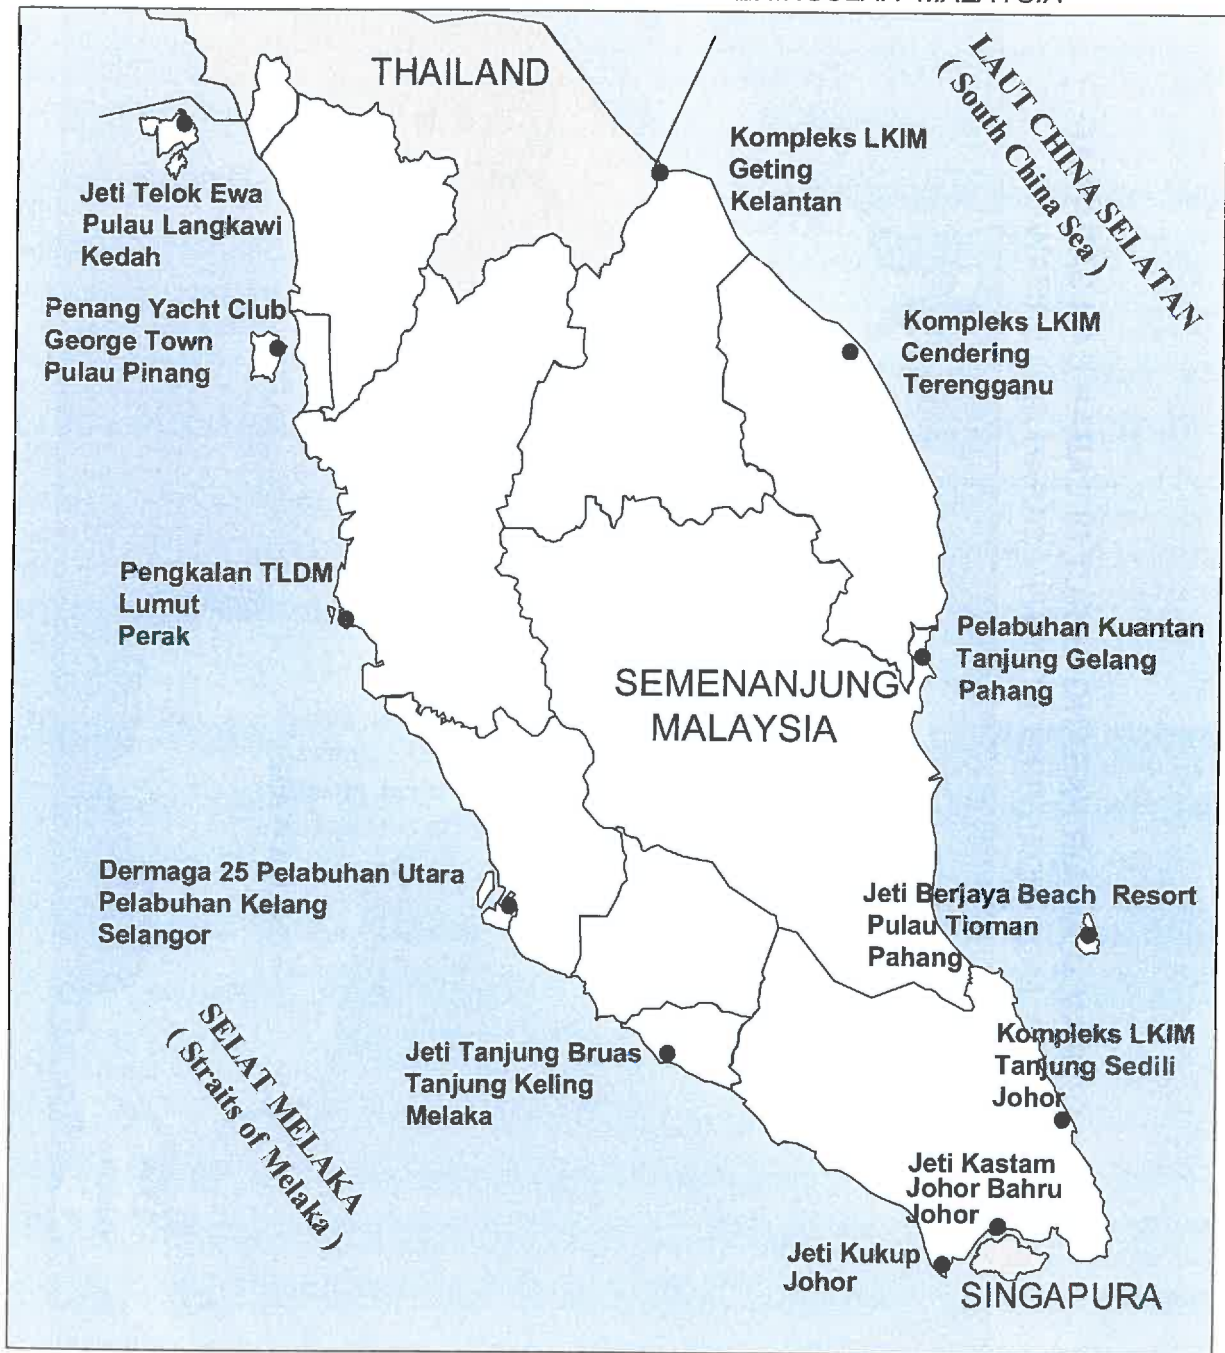 THAILAND
LAUT CHINA SELATAN
( South China Sea )
Kompleks LKIM
Geting
Kelantan
Jeti Telok Ewa
Pulau Langkawi
Kedah
Penang Yacht Club
George Town
Pulau Pinang
Kompleks LKIM
Cendering
Terengganu
Pengkalan TLDM
Lumut
Perak
Pelabuhan Kuantan
Tanjung Gelang
Pahang
SEMENANJUNG
MALAYSIA
Dermaga 25 Pelabuhan Utara
Pelabuhan Kelang
Selangor
Jeti Berjaya Beach Resort
Pulau Tioman
Pahang
SELAT MELAKA
( Straits of Melaka )
Jeti Tanjung Bruas
Tanjung Keling
Melaka
Kompleks LKIM
Tanjung Sedili
Johor
Jeti Kastam
Johor Bahru
Johor
Jeti Kukup
Johor
SINGAPURA